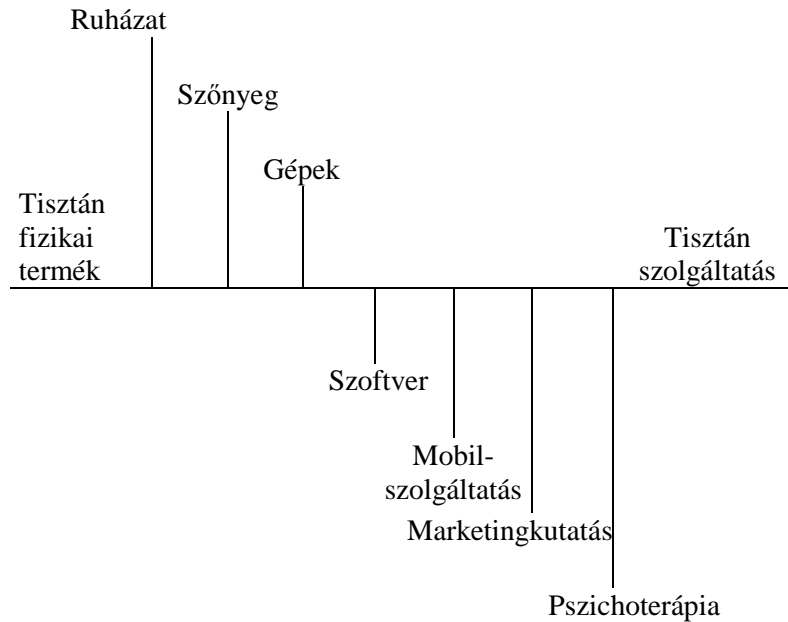 Ruházat
Szőnyeg
Gépek
Tisztán
fizikai
termék
Tisztán
szolgáltatás
Szoftver
Mobil-
szolgáltatás
Marketingkutatás
Pszichoterápia